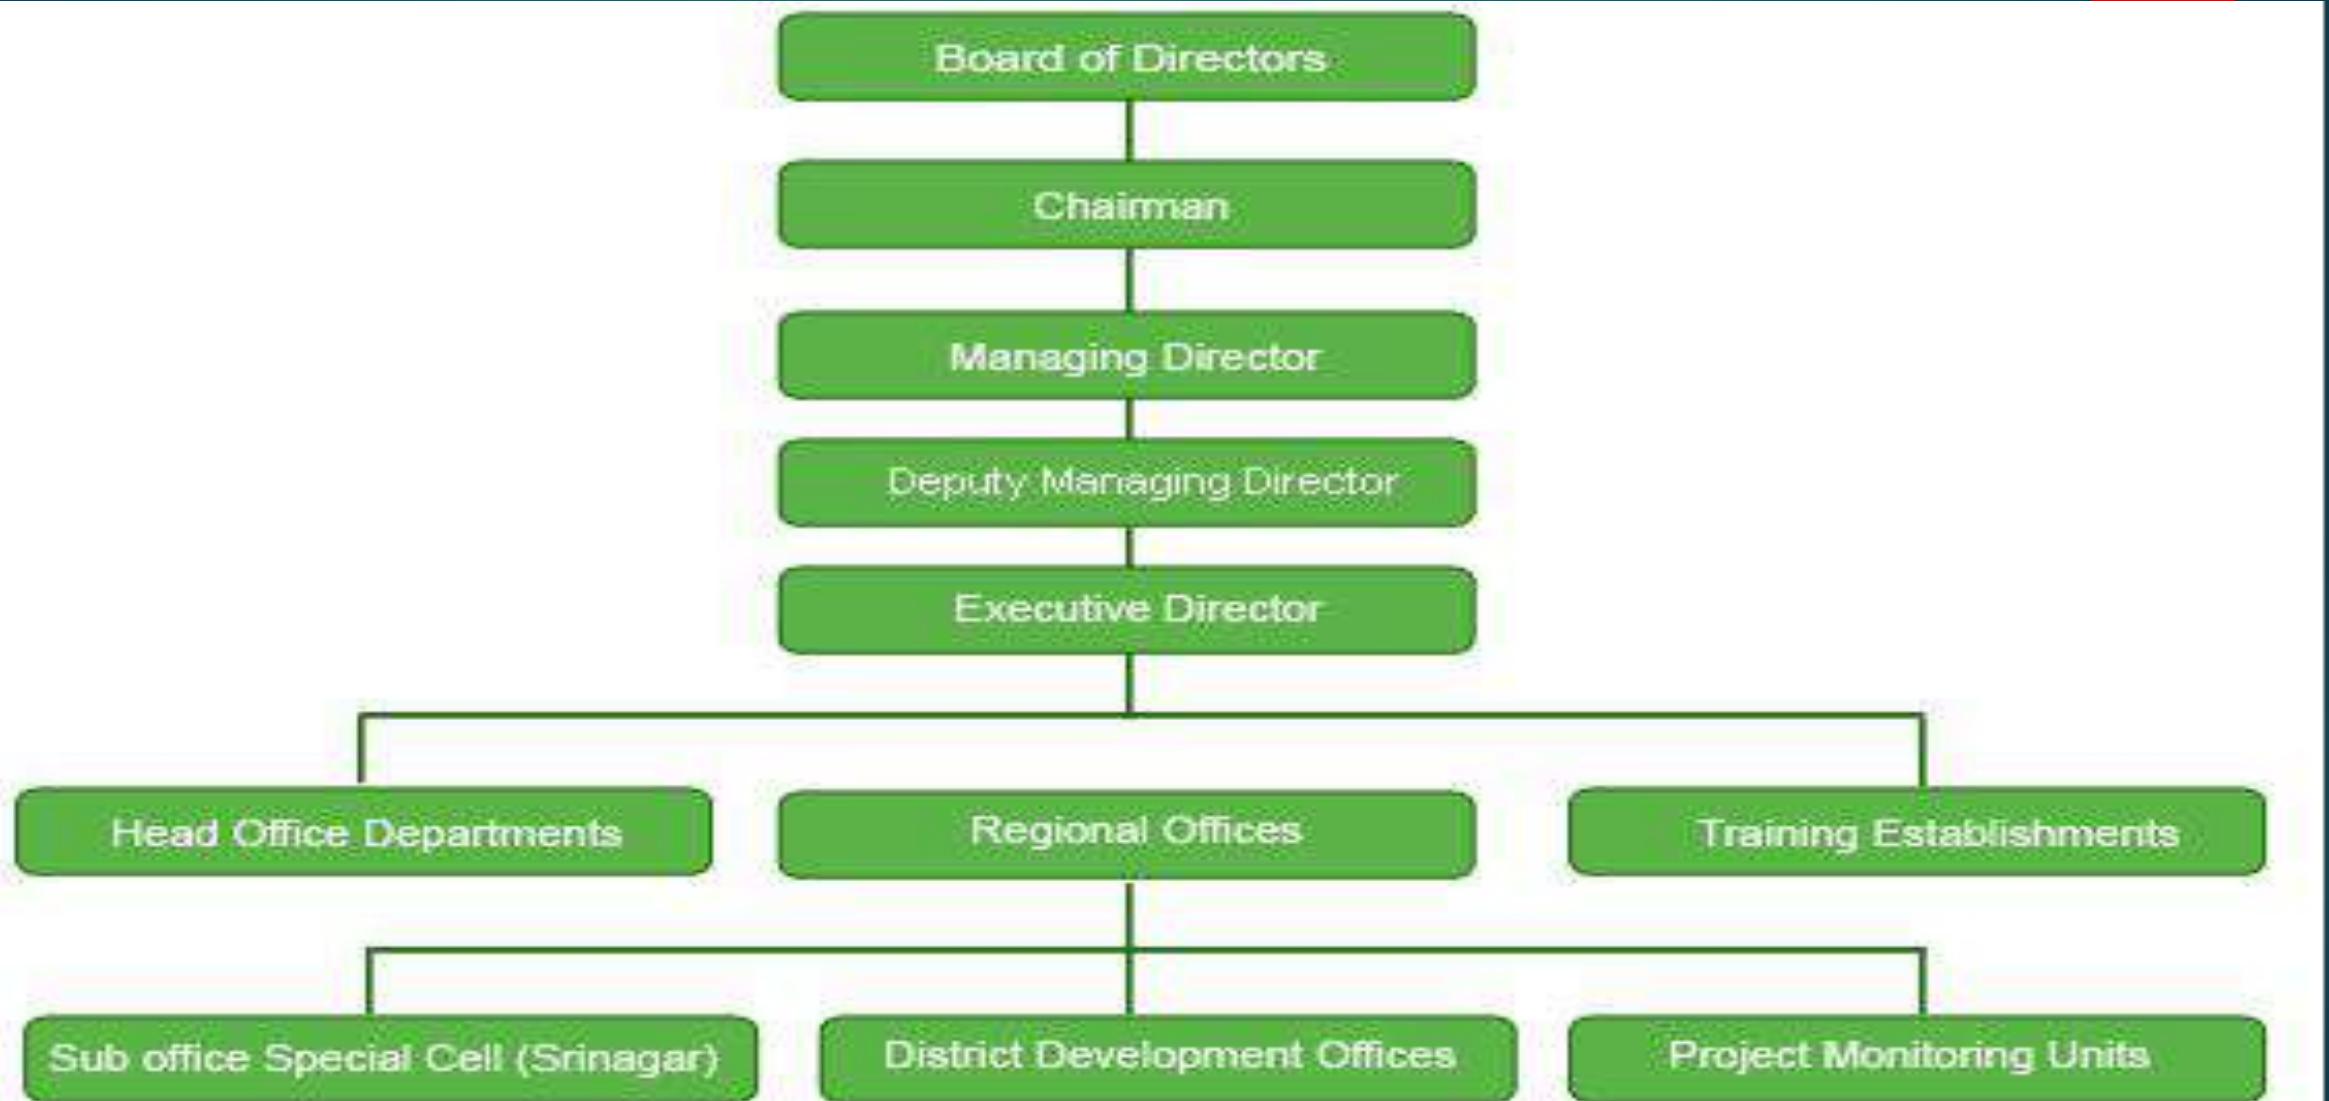 Board of Directors
Chairman
Managing Director
Deputy Managing Director
Executive Director
Head Office Departments
Regional Offices
Training Establishments
Sub office Special Cell (Srinagar)
District Development Offices
Project Monitoring Units